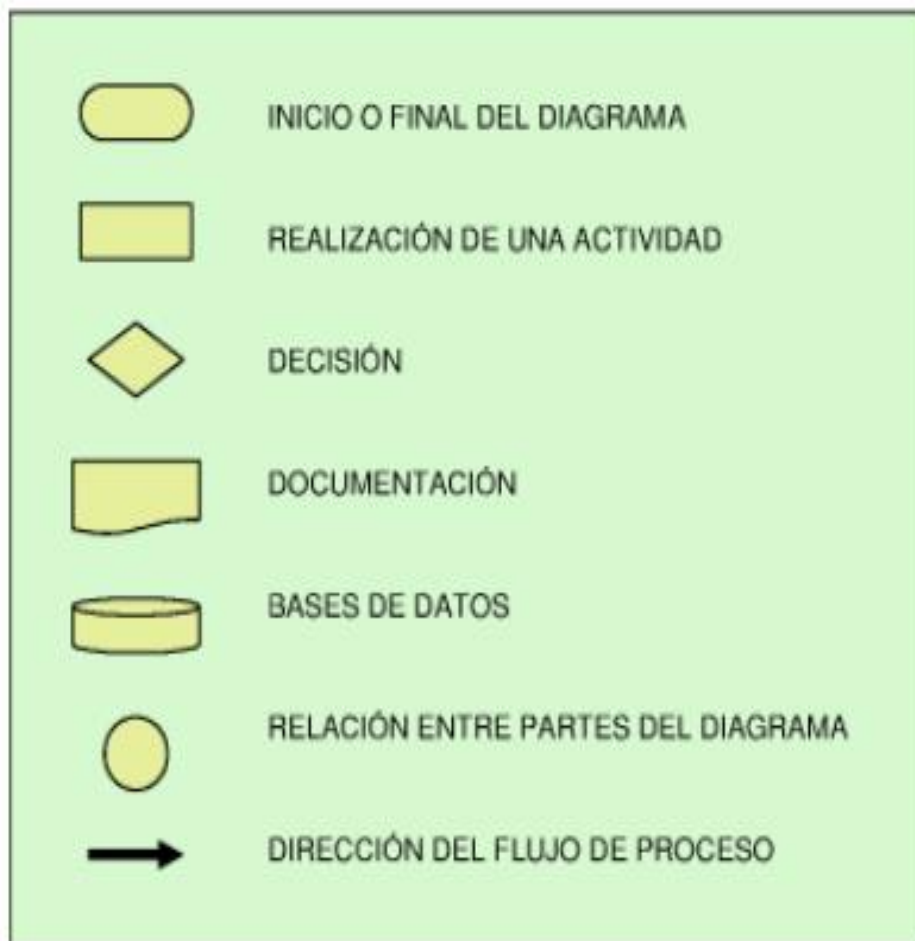 INICIO O FINAL DEL DIAGRAMA
REALIZACIÓN DE UNA ACTIVIDAD
DECISIÓN
DOCUMENTACIÓN
BASES DE DATOS
RELACIÓN ENTRE PARTES DEL DIAGRAMA
DIRECCIÓN DEL FLUJO DE PROCESO